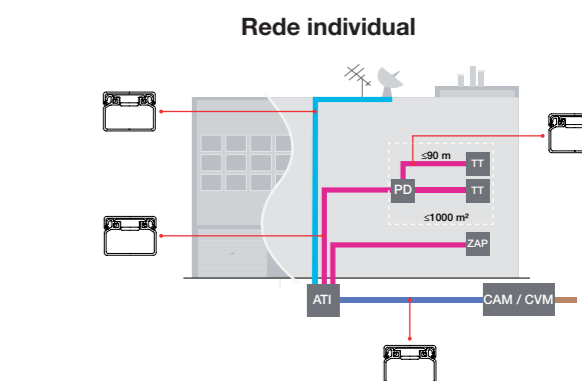 Rede individual
≤90 m
TT
PD
TT
≤1000 m²
ZAP
ATI
CAM / CVM